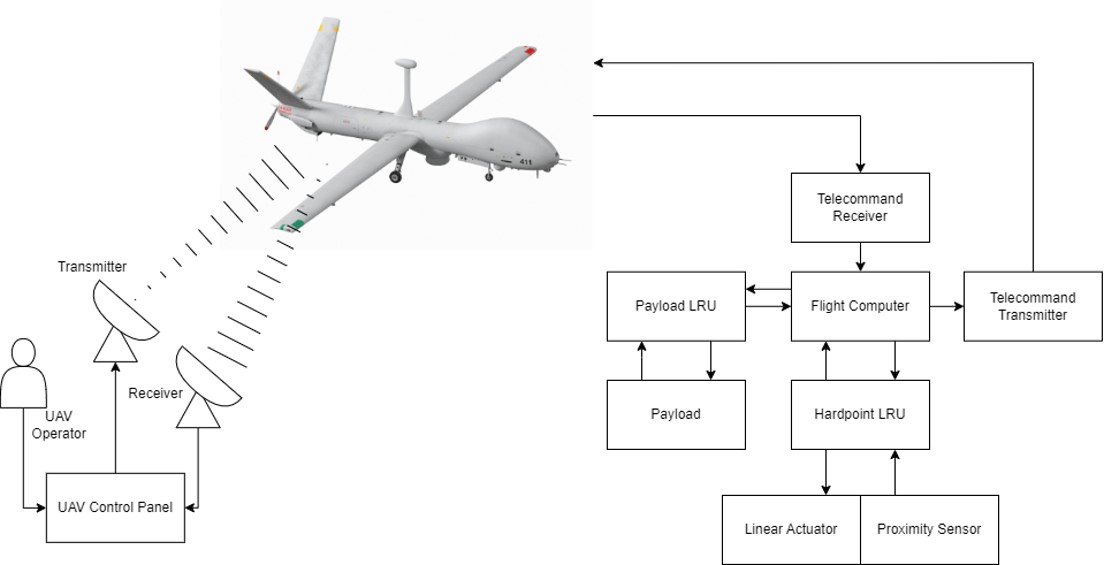 411
Telecommand
Receiver
Transmitter
Payload LRU
Flight Computer
Telecommand
Transmitter
Receiver
UAV
Operator
Payload
Hardpoint LRU
UAV Control Panel
Linear Actuator
Proximity Sensor